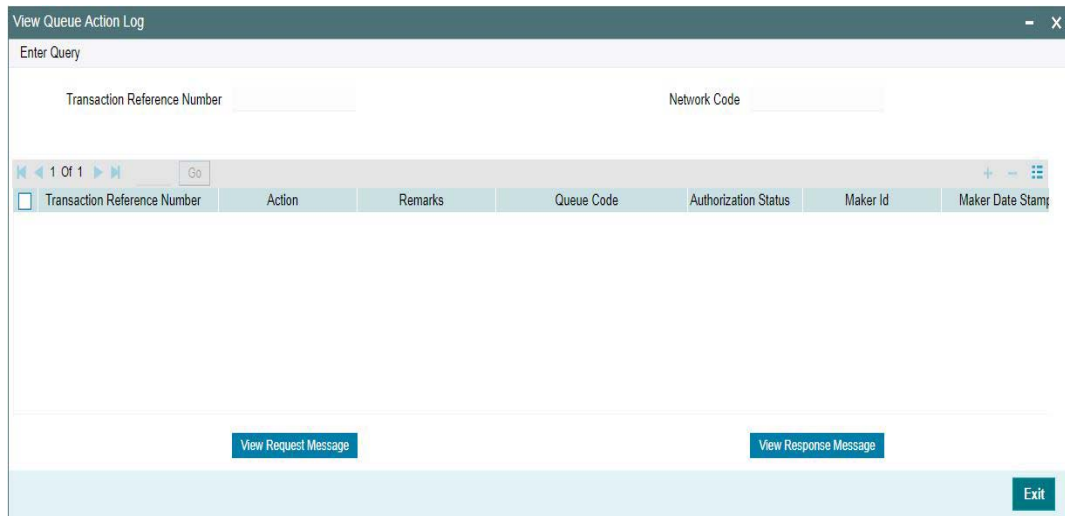 View Queue Action Log
Enter Query
Transaction Reference Number Network Code
1 Of 1 Go
Transaction Reference Number Action Remarks Queue Code Authorization Status Maker Id Maker Date Stamp
View Request Message View Response Message
Exit